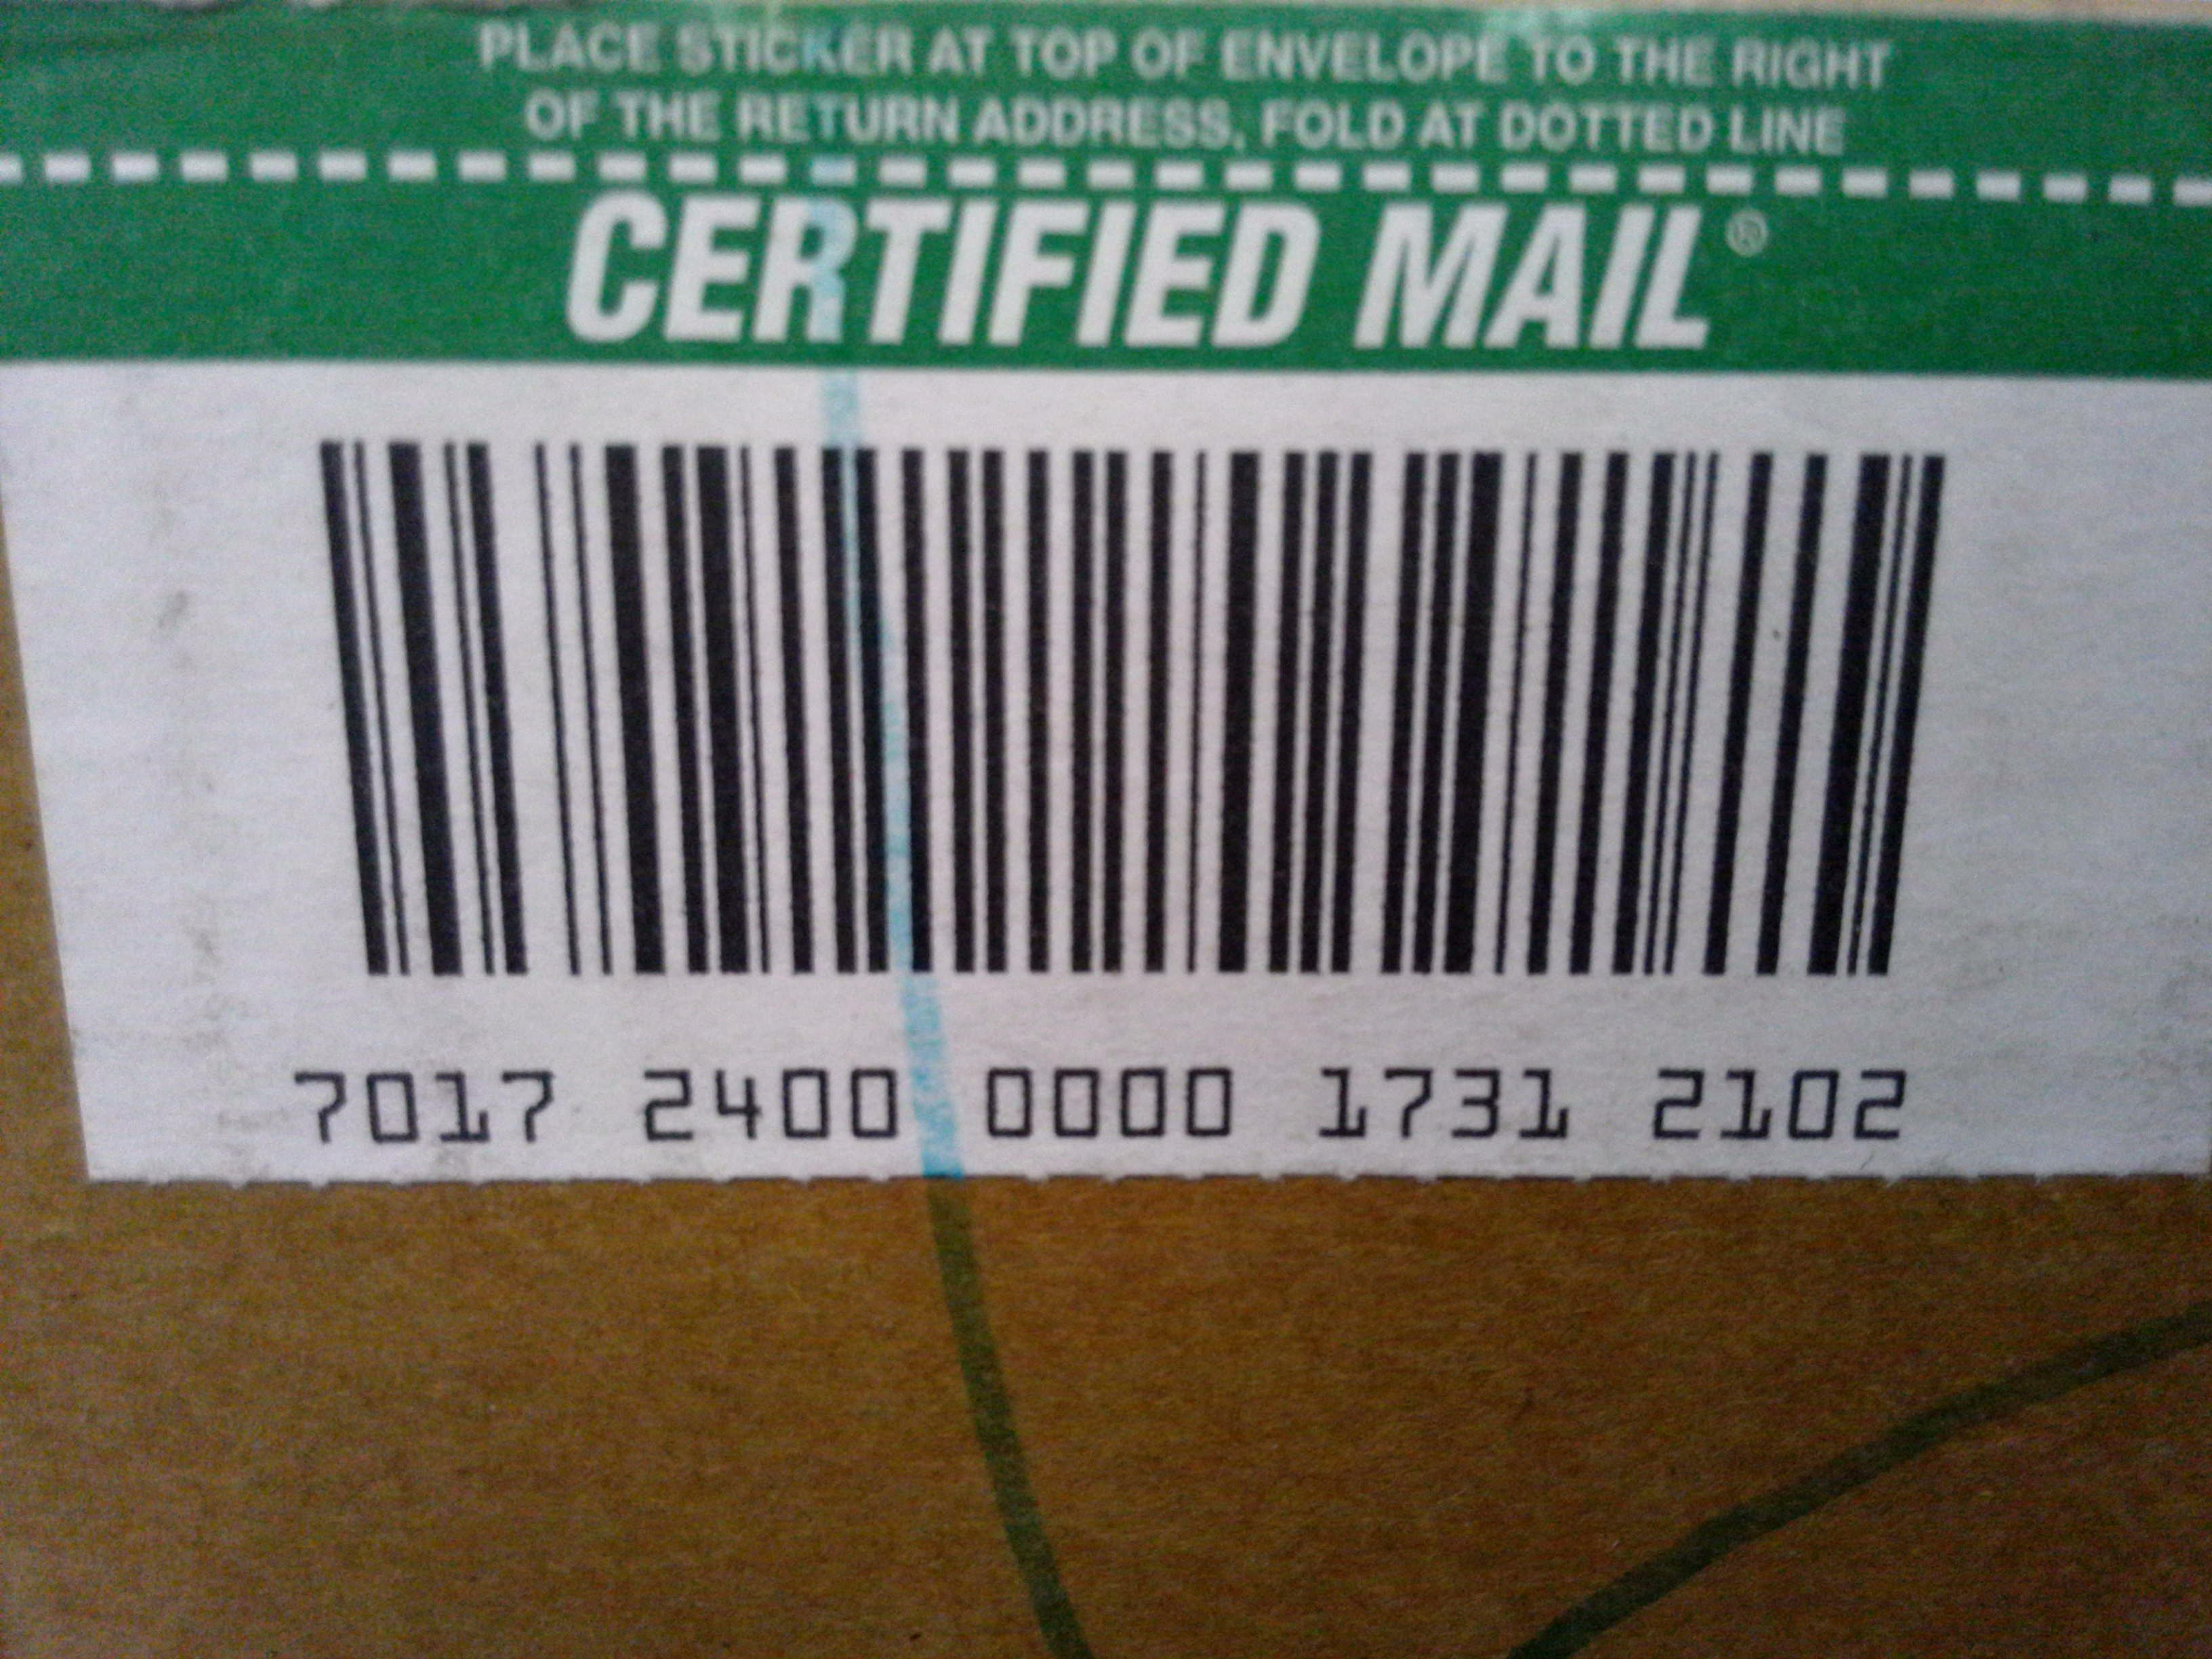 PLACE STICKER AT TOP OF ENVELOPE TO THE RIGHT
OF THE RETURN ADDRESS, FOLD AT DOTTED LINE
CERTIFIED MAIL®
7017 2400 0000 1731 2102